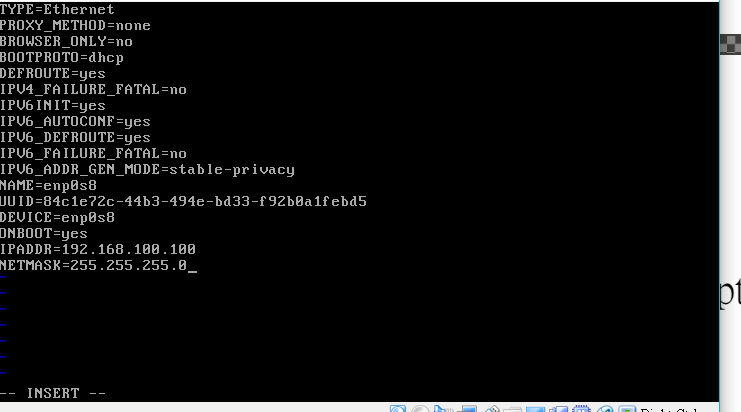 TYPE=Ethernet
PROXY_METHOD=none
BROWSER_ONLY=no
BOOTPROTO=dhcp
DEFROUTE=yes
IPV4_FAILURE_FATAL=no
IPV6INIT=yes
IPV6_AUTOCONF=yes
IPV6_DEFROUTE=yes
IPV6_FAILURE_FATAL=no
IPV6_ADDR_GEN_MODE=stable-privacy
NAME=enp0s8
UUID=84c1e72c-44b3-494e-bd33-f92b0a1febd5
DEVICE=enp0s8
ONBOOT=yes
IPADDR=192.168.100.100
NETMASK=255.255.255.0_
~
~
~
~
~
~
~
-- INSERT --
pt